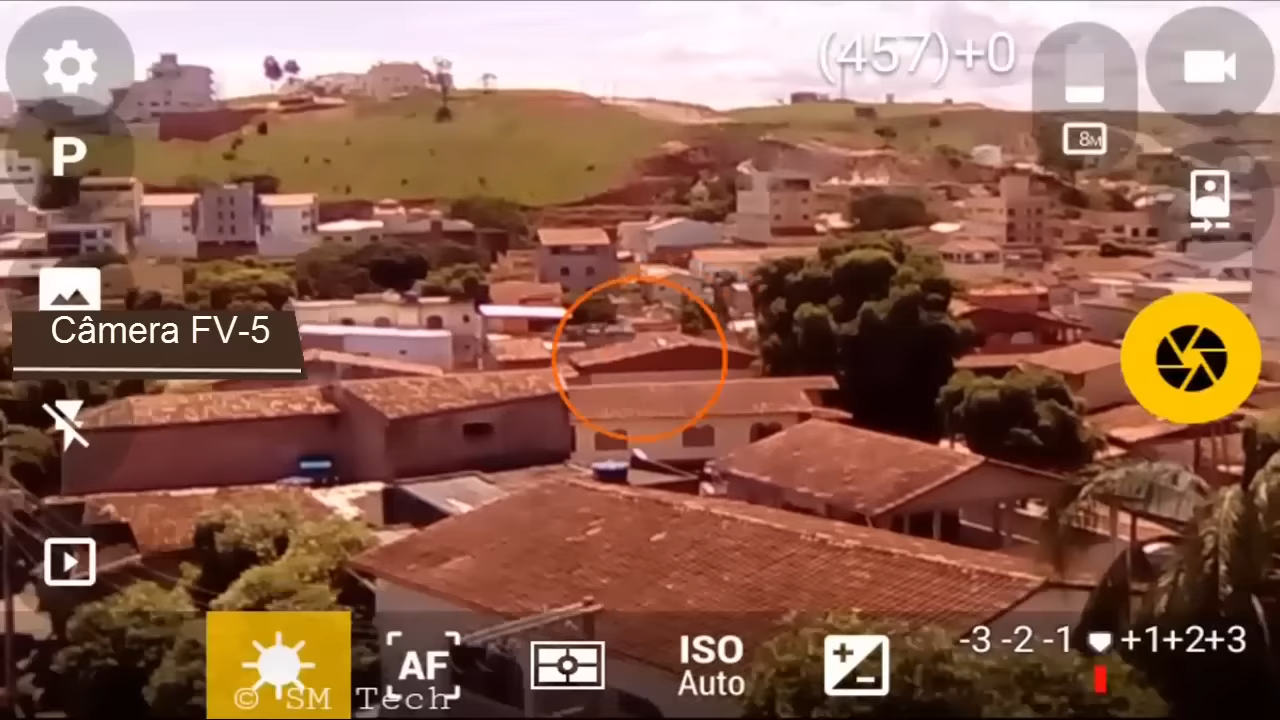 (457)+0
P
8M
Câmera FV-5
AF
ISO
Auto
-3 -2 -1 +1+2+3
© SM Tech